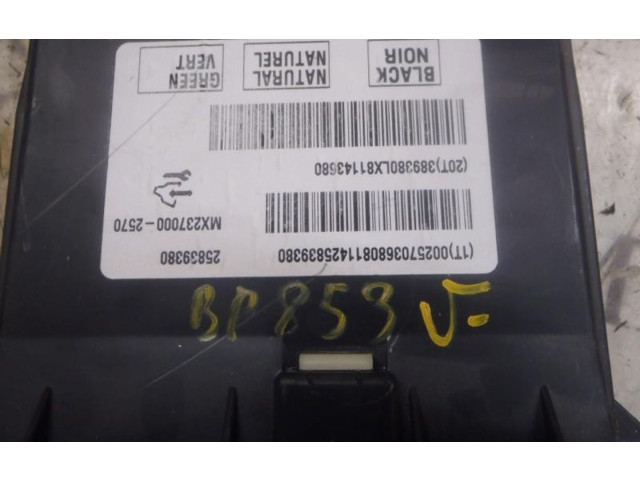 (1T)0025703680811425839380 25839380
MX237000-2570
(20T)389380LX81143680
BLACK NOIR
NATURAL NATUREL
GREEN VERT
BP853 V-